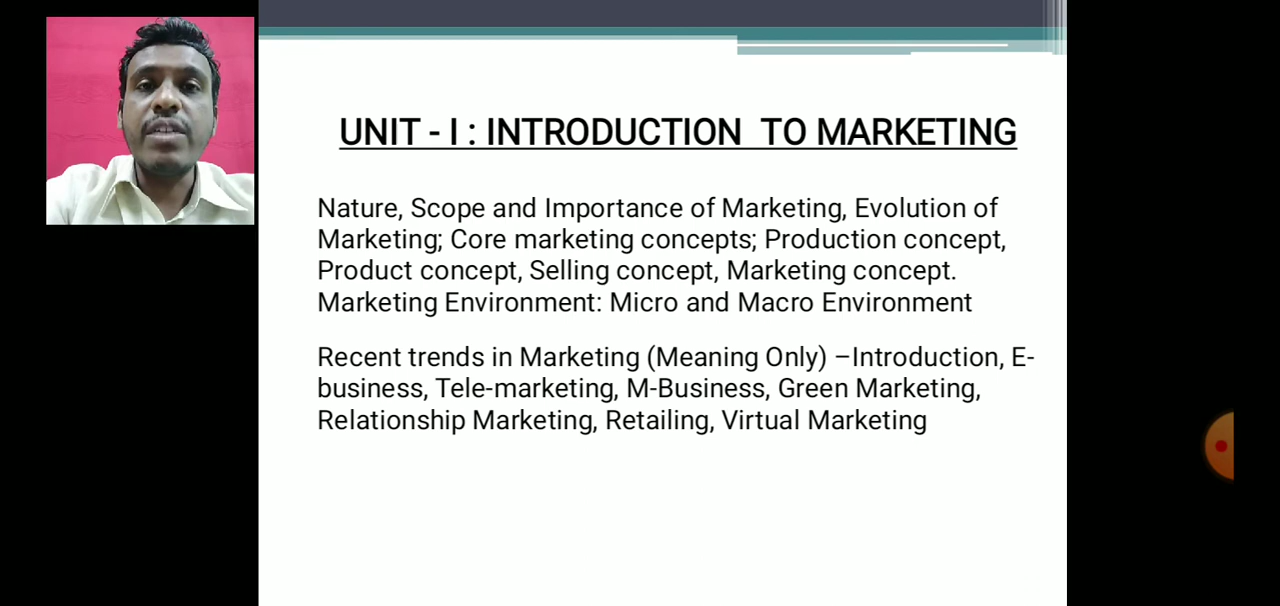 UNIT - I : INTRODUCTION TO MARKETING
Nature, Scope and Importance of Marketing, Evolution of
Marketing; Core marketing concepts; Production concept,
Product concept, Selling concept, Marketing concept.
Marketing Environment: Micro and Macro Environment
Recent trends in Marketing (Meaning Only) –Introduction, E-
business, Tele-marketing, M-Business, Green Marketing,
Relationship Marketing, Retailing, Virtual Marketing